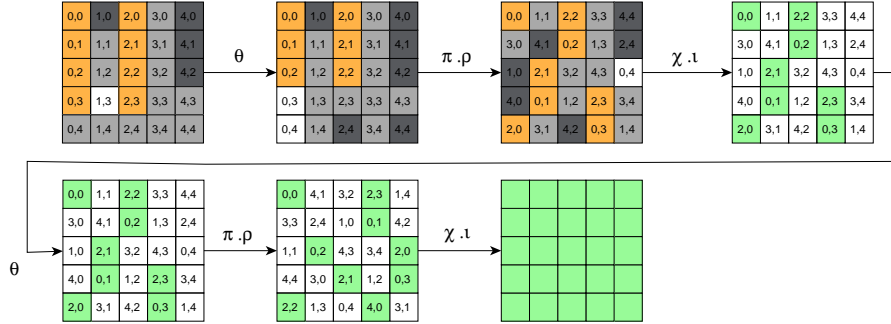 0,0 1,0 2,0 3,0 4,0
0,1 1,1 2,1 3,1 4,1
0,2 1,2 2,2 3,2 4,2
0,3 1,3 2,3 3,3 4,3
0,4 1,4 2,4 3,4 4,4
θ
0,0 1,0 2,0 3,0 4,0
0,1 1,1 2,1 3,1 4,1
0,2 1,2 2,2 3,2 4,2
0,3 1,3 2,3 3,3 4,3
0,4 1,4 2,4 3,4 4,4
π . ρ
0,0 1,1 2,2 3,3 4,4
3,0 4,1 0,2 1,3 2,4
1,0 2,1 3,2 4,3 0,4
4,0 0,1 1,2 2,3 3,4
2,0 3,1 4,2 0,3 1,4
χ . ι
0,0 1,1 2,2 3,3 4,4
3,0 4,1 0,2 1,3 2,4
1,0 2,1 3,2 4,3 0,4
4,0 0,1 1,2 2,3 3,4
2,0 3,1 4,2 0,3 1,4
θ
0,0 1,1 2,2 3,3 4,4
3,0 4,1 0,2 1,3 2,4
1,0 2,1 3,2 4,3 0,4
4,0 0,1 1,2 2,3 3,4
2,0 3,1 4,2 0,3 1,4
π . ρ
0,0 4,1 3,2 2,3 1,4
3,3 2,4 1,0 0,1 4,2
1,1 0,2 4,3 3,4 2,0
4,4 3,0 2,1 1,2 0,3
2,2 1,3 0,4 4,0 3,1
χ . ι